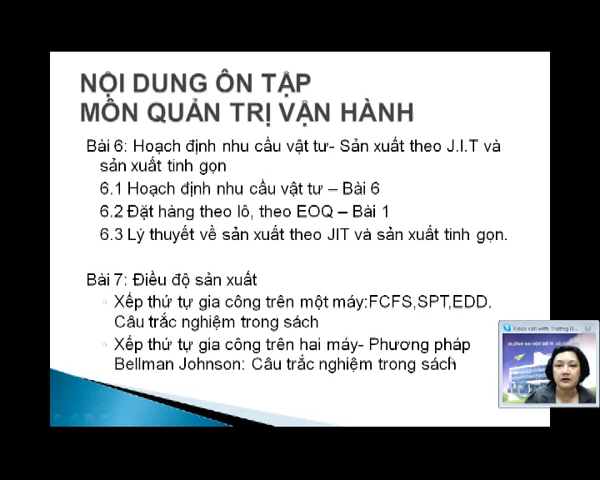 NỘI DUNG ÔN TẬP
MÔN QUẢN TRỊ VẬN HÀNH
Bài 6: Hoạch định nhu cầu vật tư- Sản xuất theo J.I.T và
sản xuất tinh gọn
6.1 Hoạch định nhu cầu vật tư – Bài 6
6.2 Đặt hàng theo lô, theo EOQ – Bài 1
6.3 Lý thuyết về sản xuất theo JIT và sản xuất tinh gọn.
Bài 7: Điều độ sản xuất
Xếp thứ tự gia công trên một máy:FCFS,SPT,EDD.
Câu trắc nghiệm trong sách
Xếp thứ tự gia công trên hai máy- Phương pháp
Bellman Johnson: Câu trắc nghiệm trong sách
Video call with Trường D...